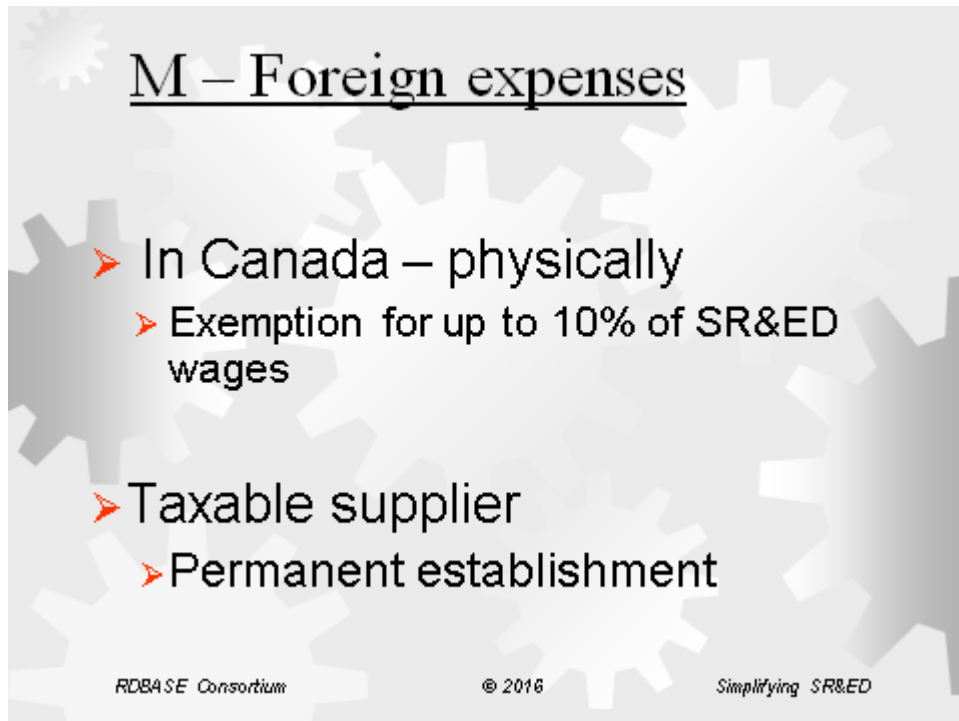 M – Foreign expenses
➢ In Canada – physically
➢ Exemption for up to 10% of SR&ED
wages
➢ Taxable supplier
➢ Permanent establishment
RDBASE Consortium © 2016 Simplifying SR&ED